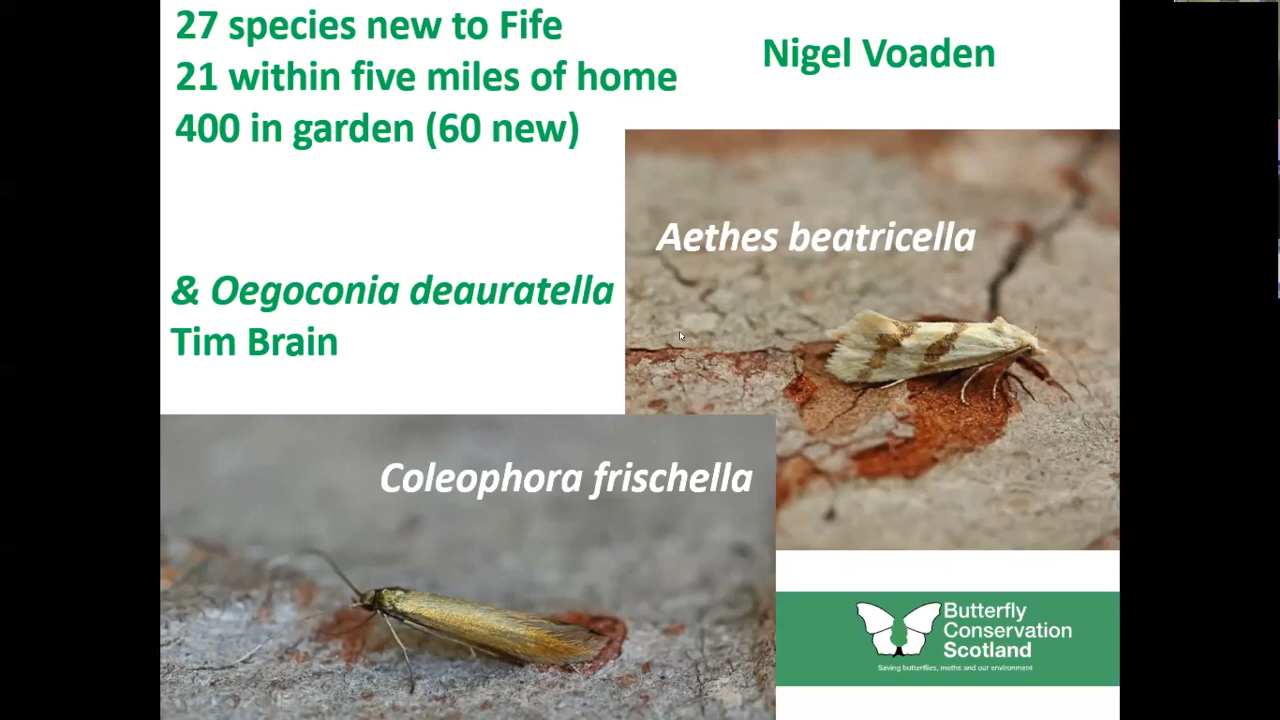 27 species new to Fife
21 within five miles of home
400 in garden (60 new)
Nigel Voaden
Aethes beatricella
& Oegoconia deauratella
Tim Brain
Coleophora frischella
Butterfly
Conservation
Scotland
Saving butterflies, moths and our environment